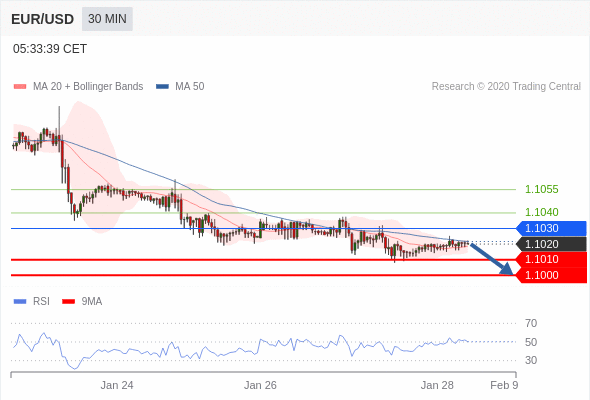 EUR/USD 30 MIN
05:33:39 CET
MA 20 + Bollinger Bands MA 50 Research © 2020 Trading Central
1.1055
1.1040
1.1030
1.1020
1.1010
1.1000
RSI 9MA
70
50
30
Jan 24 Jan 26 Jan 28 Feb 9